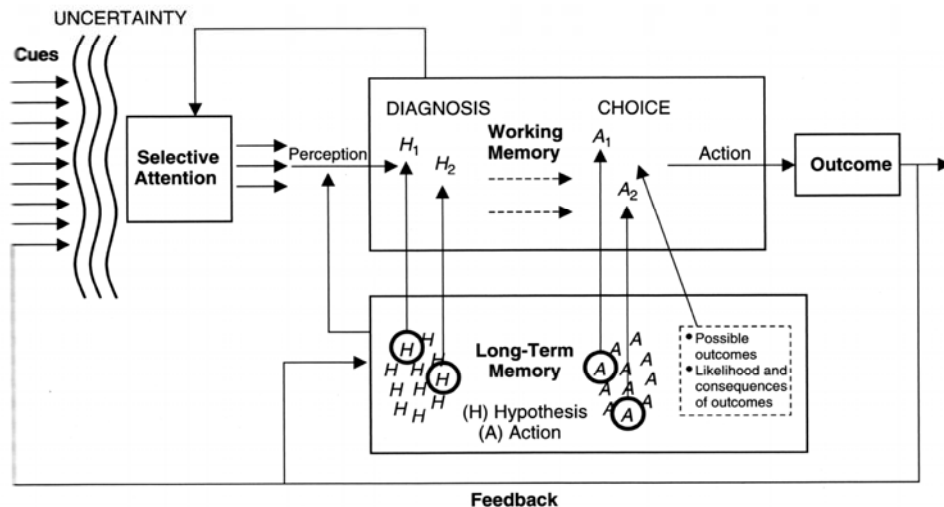 UNCERTAINTY
Cues
Selective
Attention
Perception
DIAGNOSIS
H1
H2
Working
Memory
CHOICE
A1
A2
Action
Outcome
H
H
H
H
H
H H H
H H
H
H H
Long-Term
Memory
(H) Hypothesis
(A) Action
A
A
A
A
A A
A A A
A A
A
• Possible
outcomes
• Likelihood and
consequences
of outcomes
Feedback